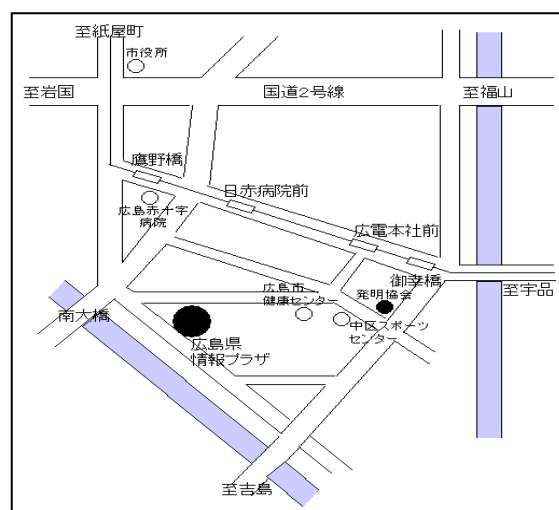 至紙屋町
市役所
至岩国
国道2号線
至福山
鷹野橋
日赤病院前
広島赤十字
病院
広電本社前
御幸橋
至宇品
広島市
健康センター
発明協会
南大橋
中区スポーツ
センター
広島県
情報プラザ
至吉島